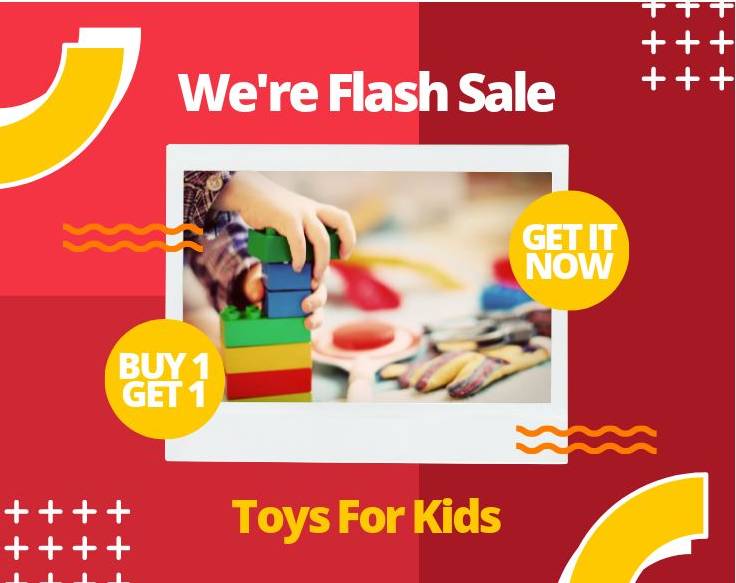 We're Flash Sale
GET IT
NOW
BUY 1
GET 1
Toys For Kids